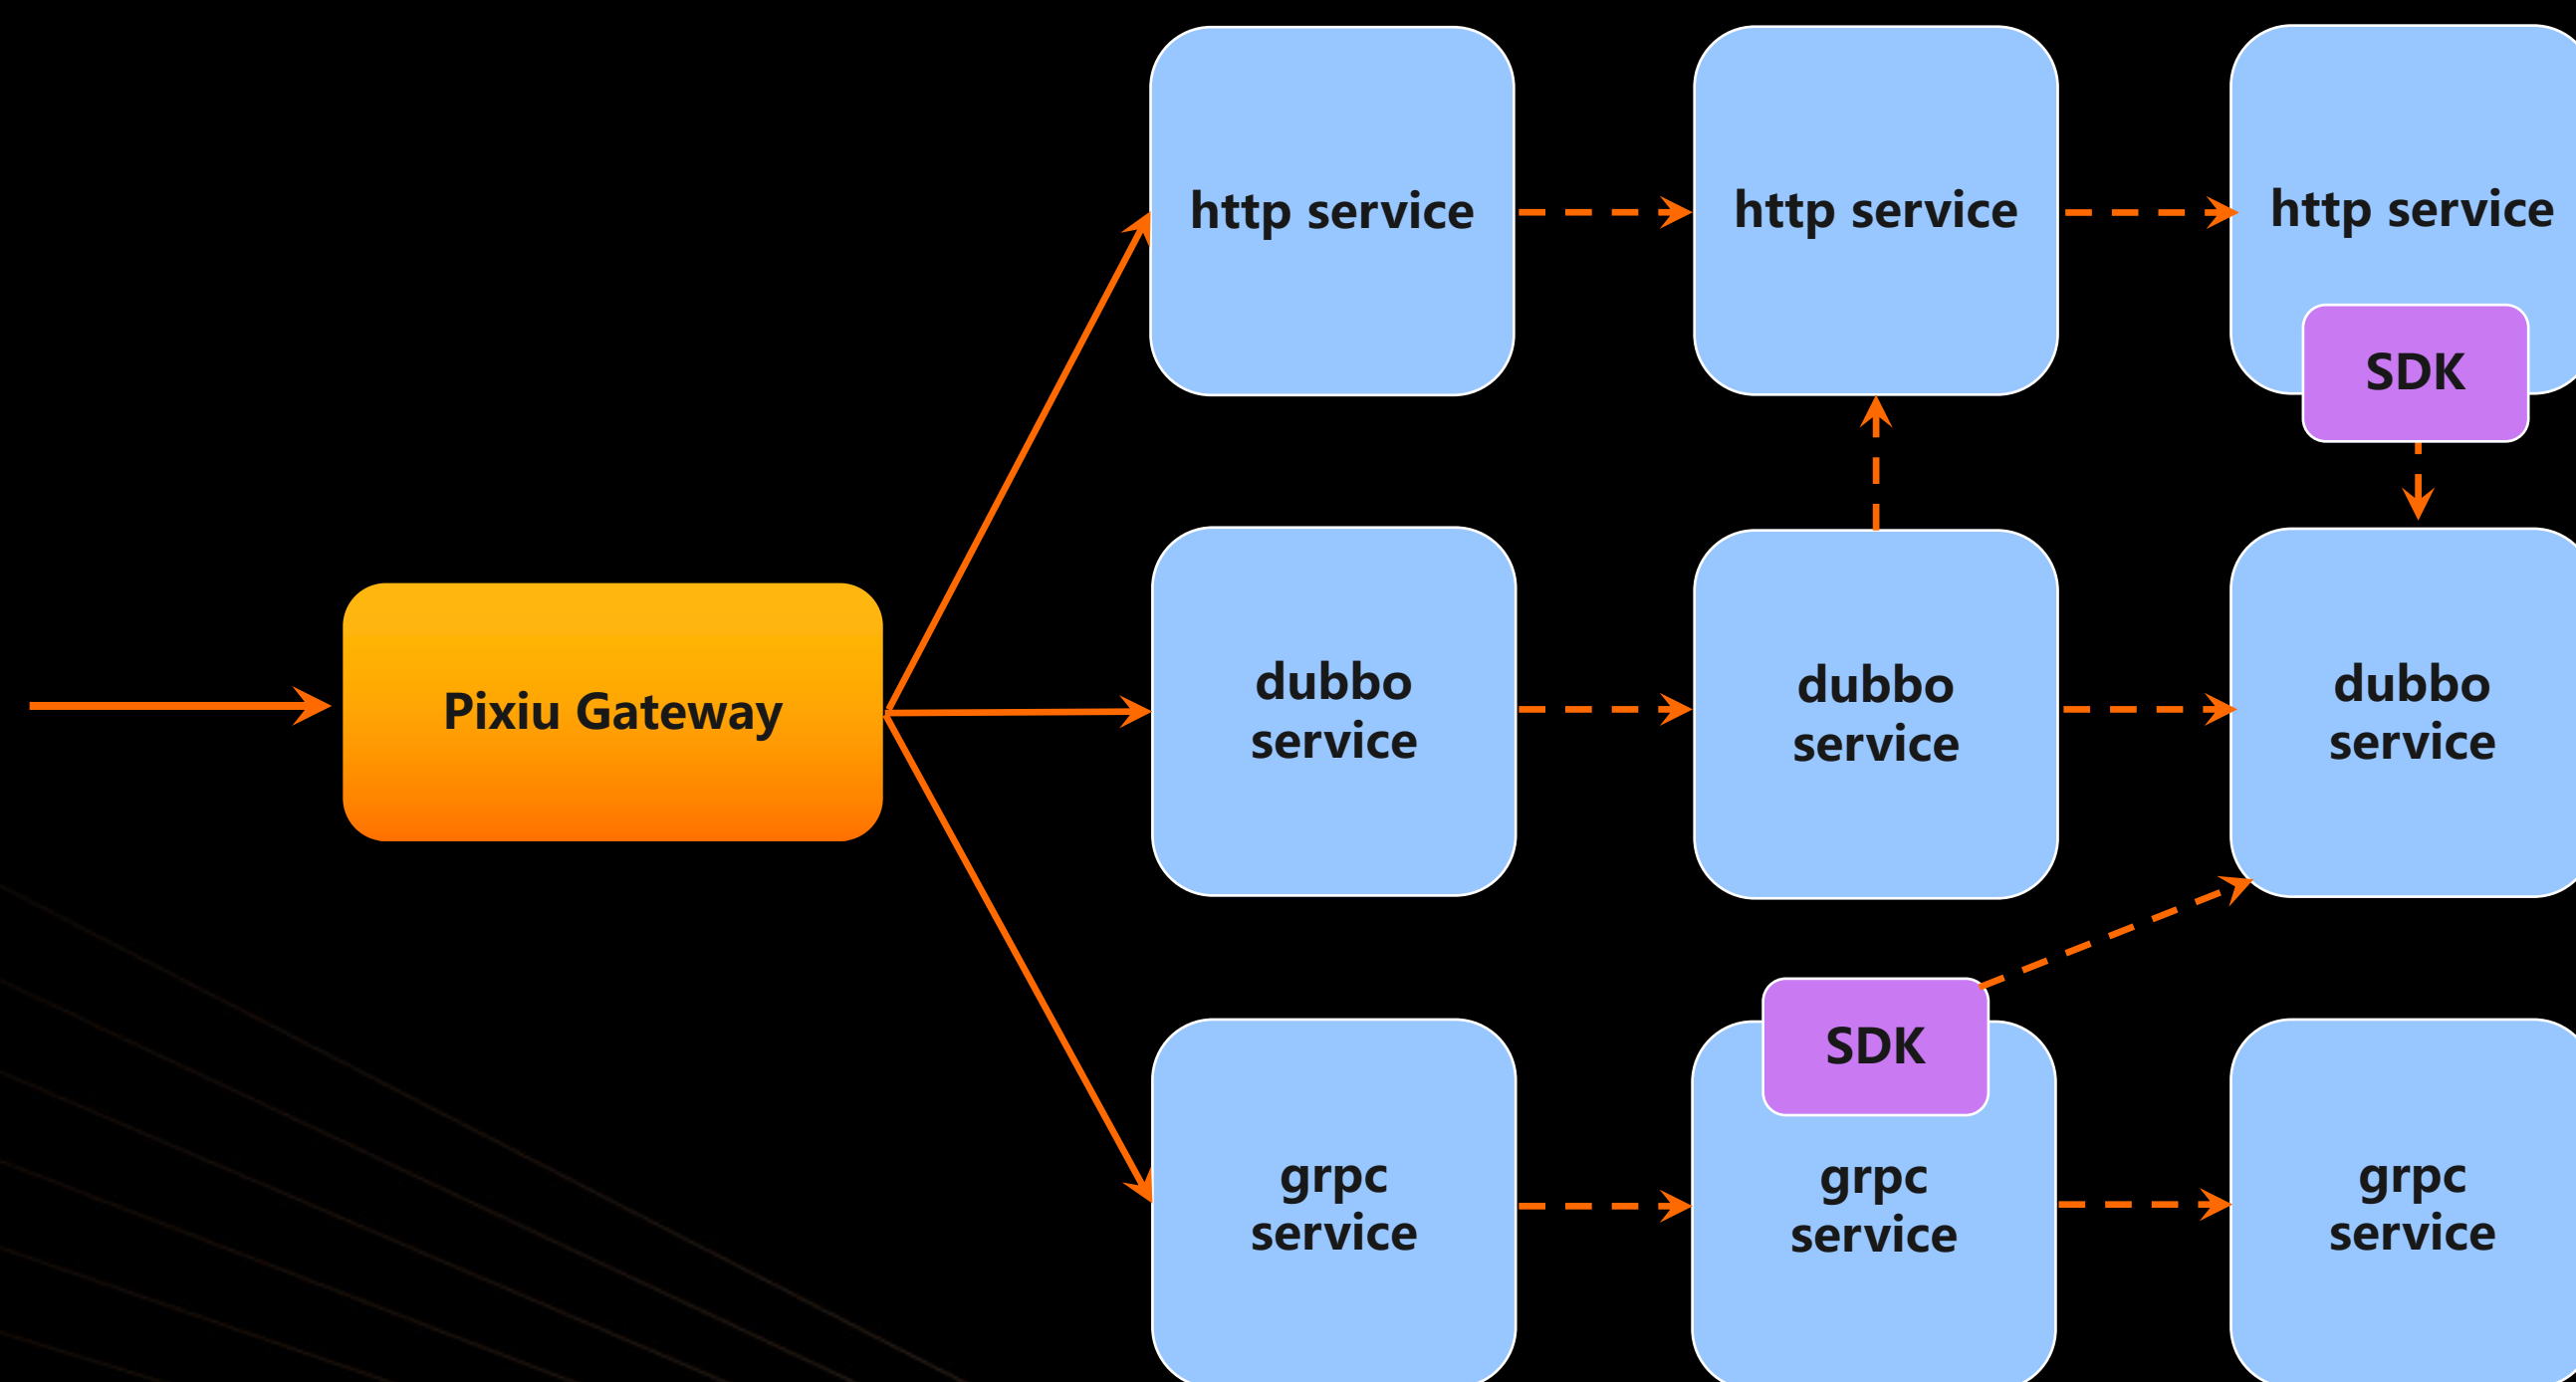 http service
http service
http service
SDK
Pixiu Gateway
dubbo
service
dubbo
service
dubbo
service
SDK
grpc
service
grpc
service
grpc
service